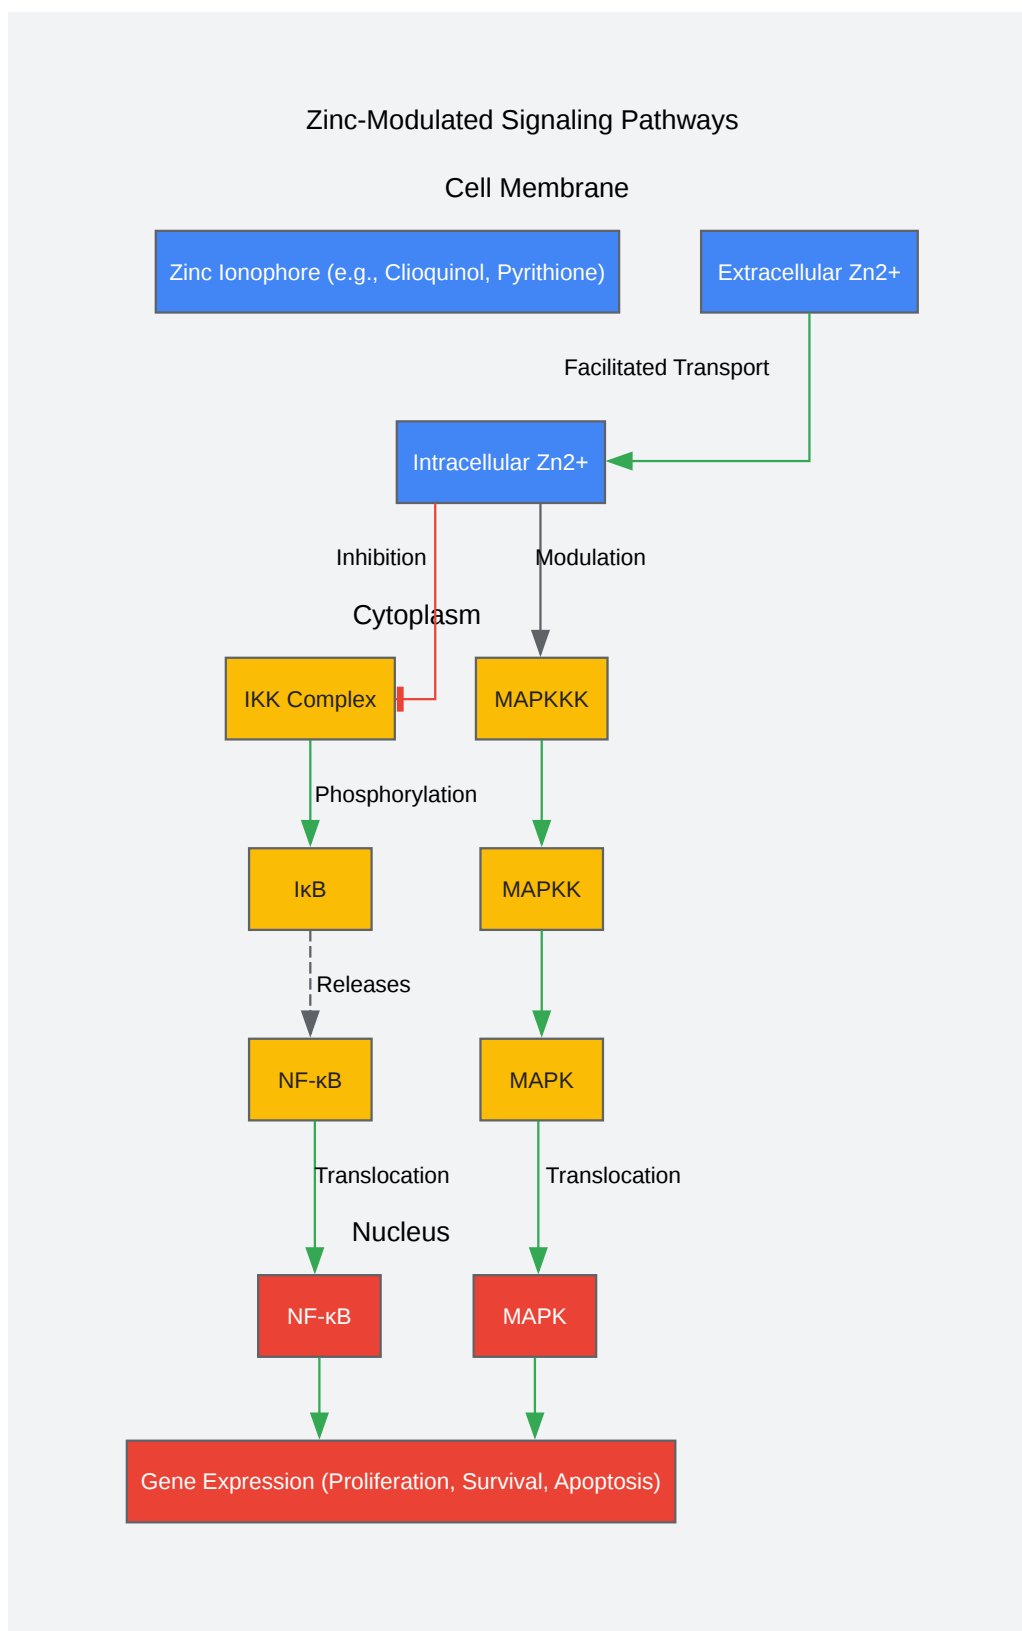 Zinc-Modulated Signaling Pathways
Cell Membrane
Zinc Ionophore (e.g., Clioquinol, Pyrithione)
Extracellular Zn2+
Facilitated Transport
Intracellular Zn2+
Inhibition
Modulation
Cytoplasm
IKK Complex
MAPKKK
Phosphorylation
IκB
MAPKK
Releases
NF-κB
MAPK
Translocation
Translocation
Nucleus
NF-κB
MAPK
Gene Expression (Proliferation, Survival, Apoptosis)